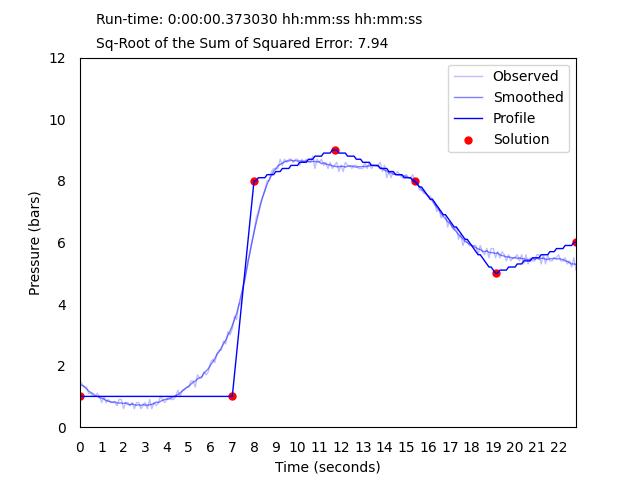 Run-time: 0:00:00.373030 hh:mm:ss hh:mm:ss
Sq-Root of the Sum of Squared Error: 7.94
12
10
8
6
4
2
0
Pressure (bars)
Observed
Smoothed
Profile
Solution
0 1 2 3 4 5 6 7 8 9 10 11 12 13 14 15 16 17 18 19 20 21 22
Time (seconds)